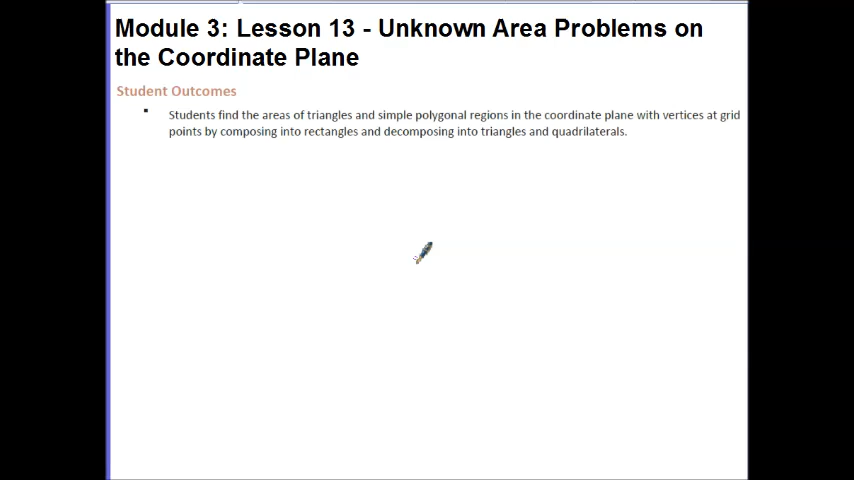 Module 3: Lesson 13 - Unknown Area Problems on
the Coordinate Plane
Student Outcomes
Students find the areas of triangles and simple polygonal regions in the coordinate plane with vertices at grid
points by composing into rectangles and decomposing into triangles and quadrilaterals.